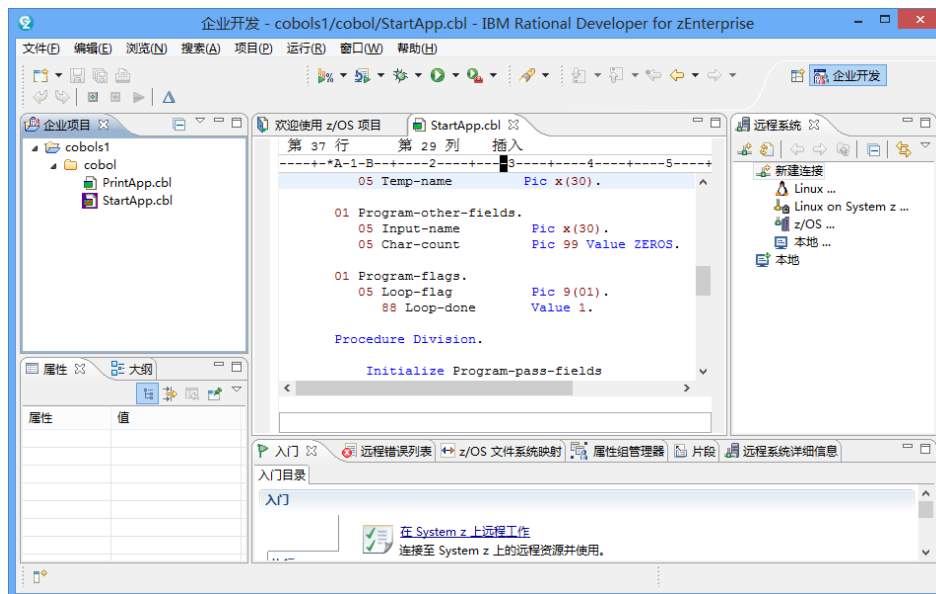 企业开发 - cobols1/cobol/StartApp.cbl - IBM Rational Developer for zEnterprise
文件(F) 编辑(E) 浏览(N) 搜索(A) 项目(P) 运行(R) 窗口(W) 帮助(H)
企业开发
企业项目
cobols1
cobol
PrintApp.cbl
StartApp.cbl
欢迎使用 z/OS 项目 StartApp.cbl
第 37 行 第 29 列 插入
----+-*A-1-B--+----2----+---3----+----4----+----5----+
05 Temp-name Pic x(30).
01 Program-other-fields.
05 Input-name Pic x(30).
05 Char-count Pic 99 Value ZEROS.
01 Program-flags.
05 Loop-flag Pic 9(01).
88 Loop-done Value 1.
Procedure Division.
Initialize Program-pass-fields
远程系统
新建连接
Linux ...
Linux on System z ...
z/OS ...
本地 ...
本地
属性 大纲
属性 值
入门 远程错误列表 z/OS 文件系统映射 属性组管理器 片段 远程系统详细信息
入门目录
入门
在 System z 上远程工作
连接至 System z 上的远程资源并使用。